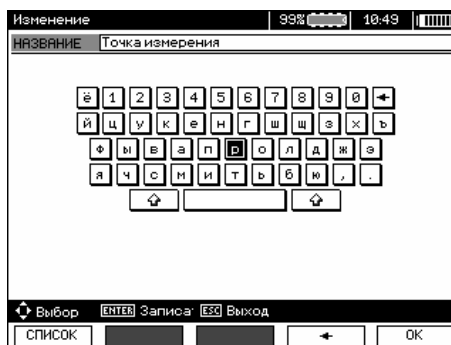 Изменение 99% 10:49
НАЗВАНИЕ Точка измерения
ё 1 2 3 4 5 6 7 8 9 0 ←
й ц у к е н г ш щ з х ъ
ф ы в а п р о л д ж э
я ч с м и т ь б ю , .
Выбор ENTER Записат ESC Выход
СПИСОК ← OK